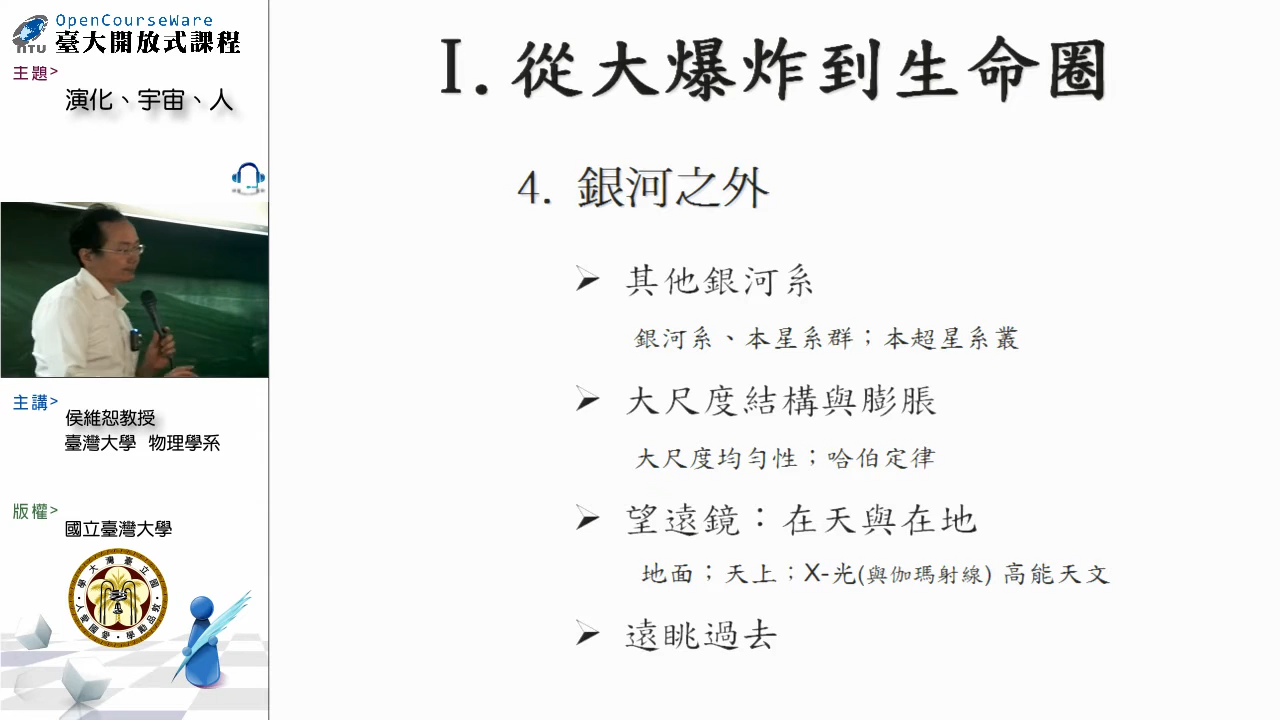 OpenCourseWare
NTU 臺大開放式課程
主題>
演化、宇宙、人
主講>
侯維恕教授
臺灣大學 物理學系
版權>
國立臺灣大學
I. 從大爆炸到生命圈
4. 銀河之外
➢ 其他銀河系
銀河系、本星系群；本超星系叢
➢ 大尺度結構與膨脹
大尺度均勻性；哈伯定律
➢ 望遠鏡：在天與在地
地面；天上；X-光(與伽瑪射線) 高能天文
➢ 遠眺過去